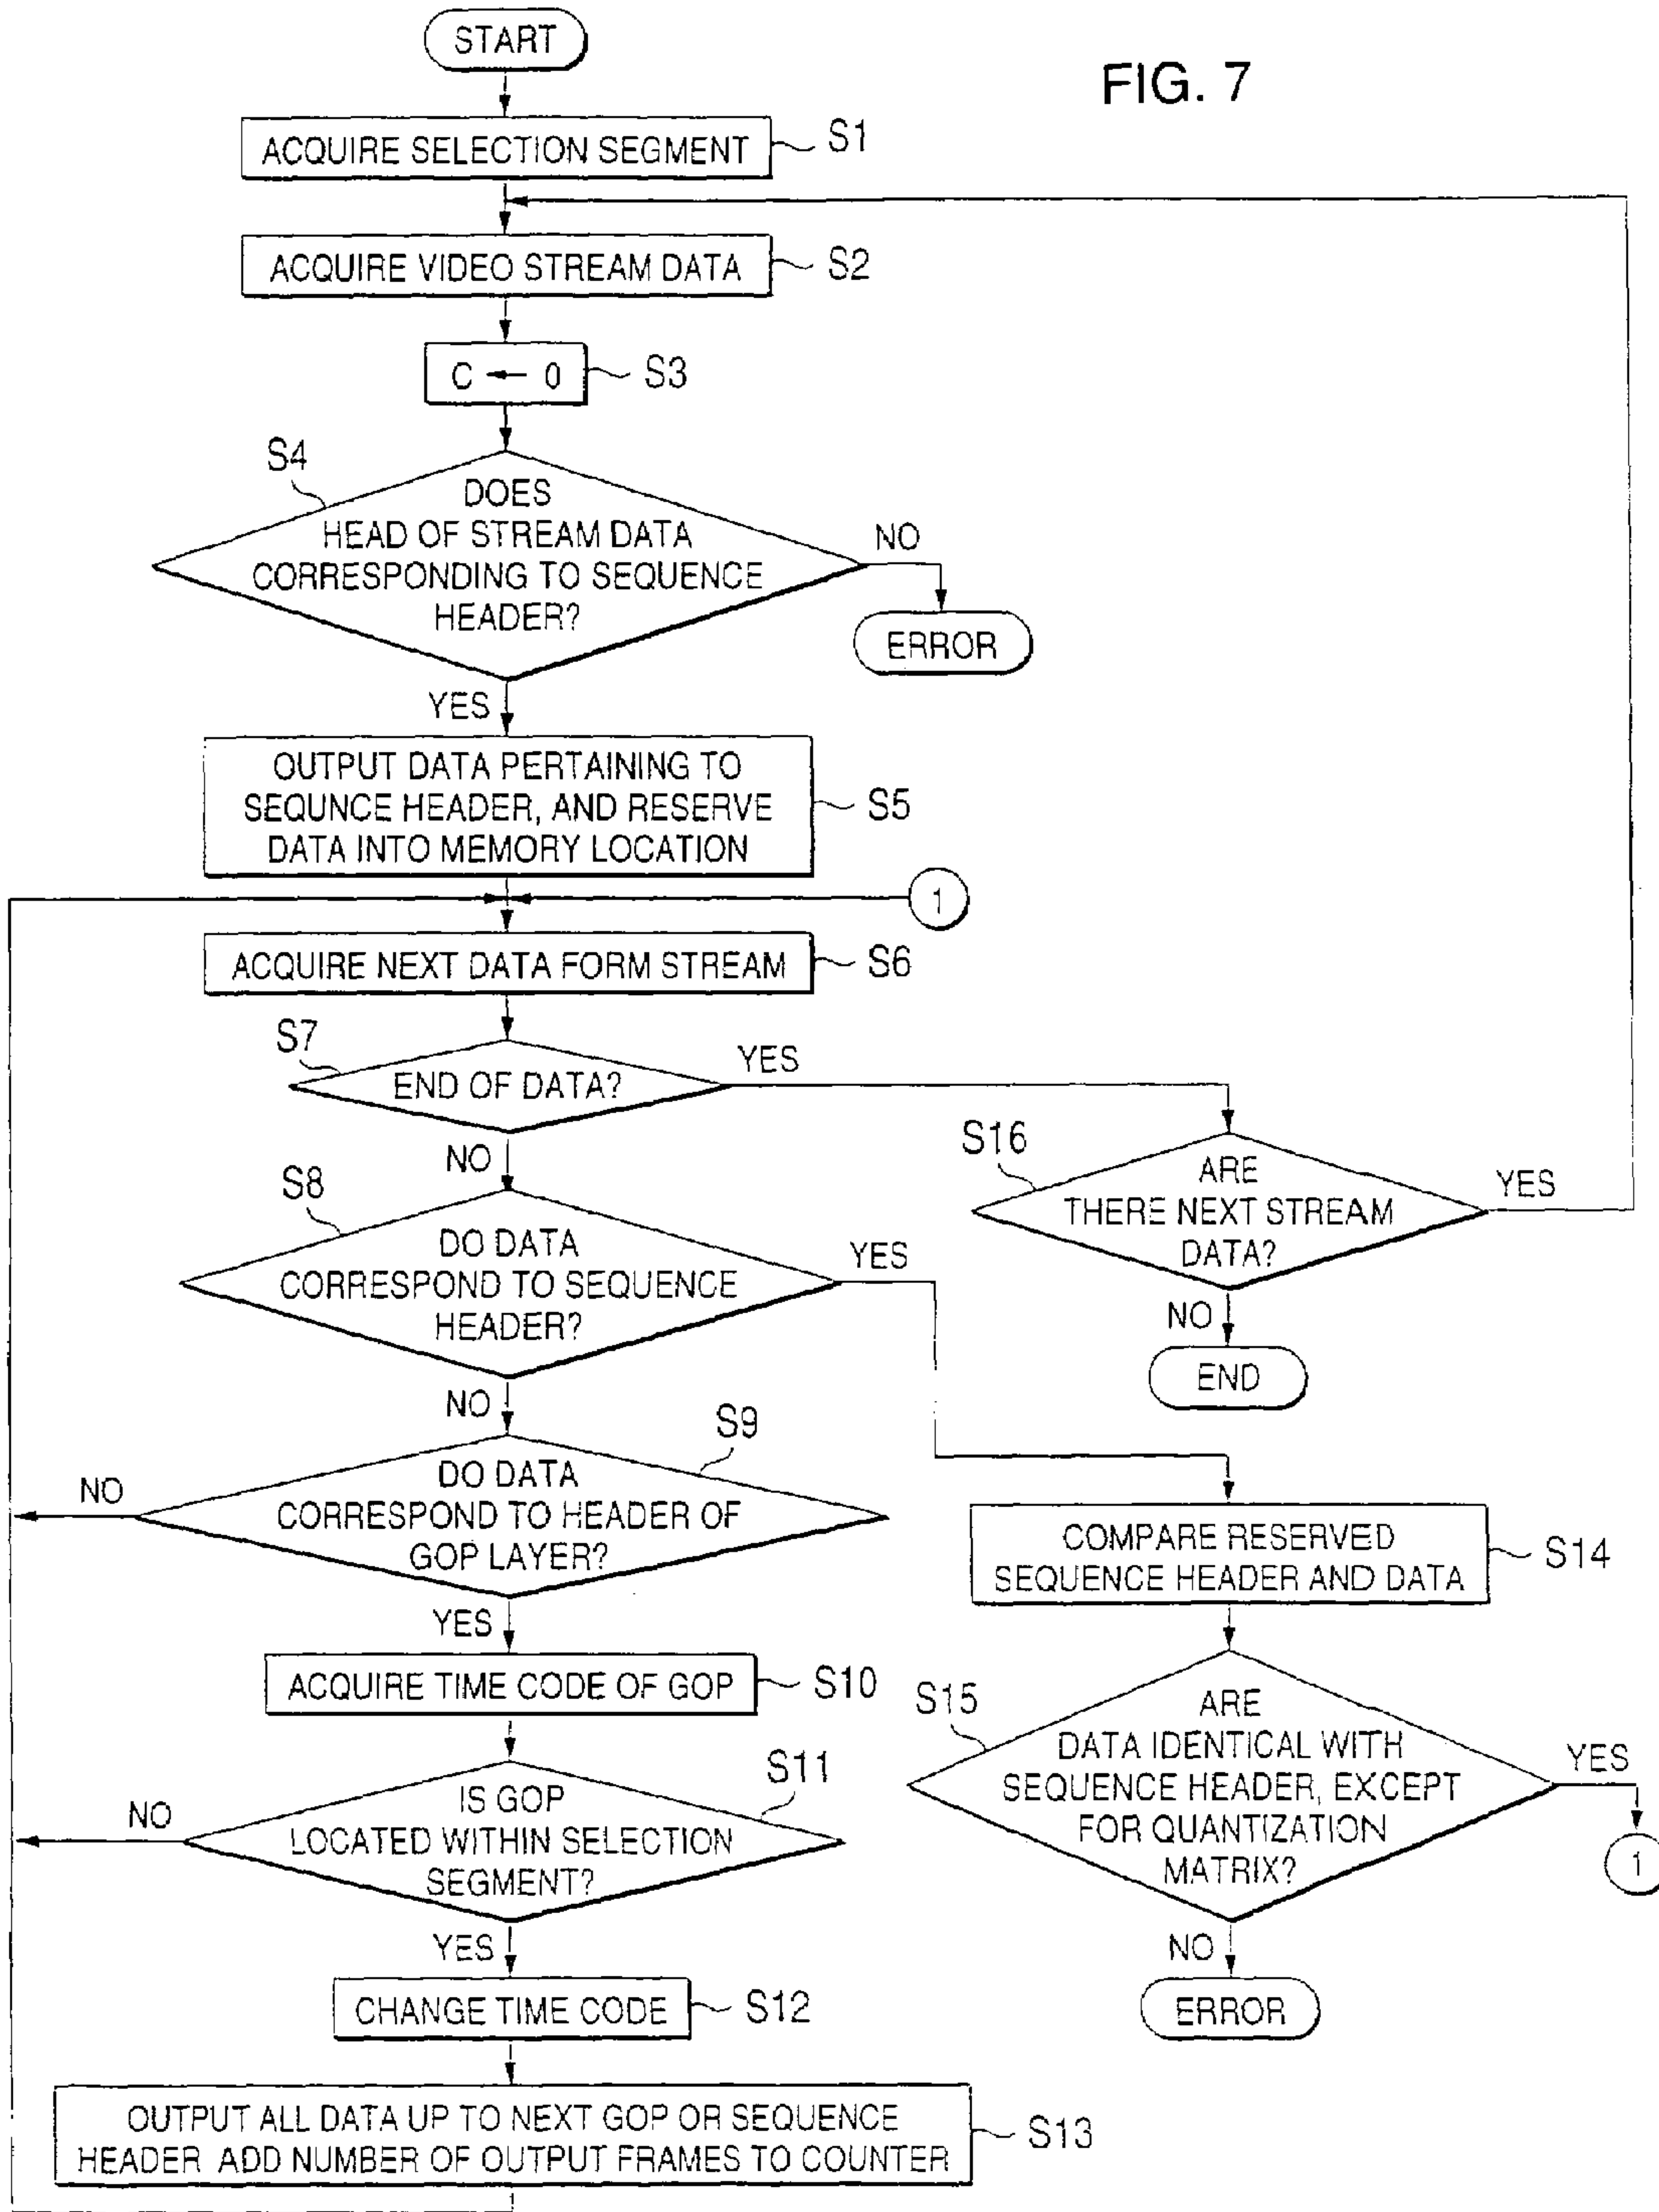 START
FIG. 7
ACQUIRE SELECTION SEGMENT
S1
ACQUIRE VIDEO STREAM DATA
S2
C ← 0
S3
S4
DOES
HEAD OF STREAM DATA
CORRESPONDING TO SEQUENCE
HEADER?
NO
ERROR
YES
OUTPUT DATA PERTAINING TO
SEQUNCE HEADER, AND RESERVE
DATA INTO MEMORY LOCATION
S5
1
ACQUIRE NEXT DATA FORM STREAM
S6
S7
END OF DATA?
YES
NO
S16
ARE
THERE NEXT STREAM
DATA?
YES
NO
END
S8
DO DATA
CORRESPOND TO SEQUENCE
HEADER?
YES
NO
S9
DO DATA
CORRESPOND TO HEADER OF
GOP LAYER?
NO
YES
COMPARE RESERVED
SEQUENCE HEADER AND DATA
S14
ACQUIRE TIME CODE OF GOP
S10
S15
ARE
DATA IDENTICAL WITH
SEQUENCE HEADER, EXCEPT
FOR QUANTIZATION
MATRIX?
YES
1
NO
ERROR
S11
IS GOP
LOCATED WITHIN SELECTION
SEGMENT?
NO
YES
CHANGE TIME CODE
S12
OUTPUT ALL DATA UP TO NEXT GOP OR SEQUENCE
HEADER ADD NUMBER OF OUTPUT FRAMES TO COUNTER
S13